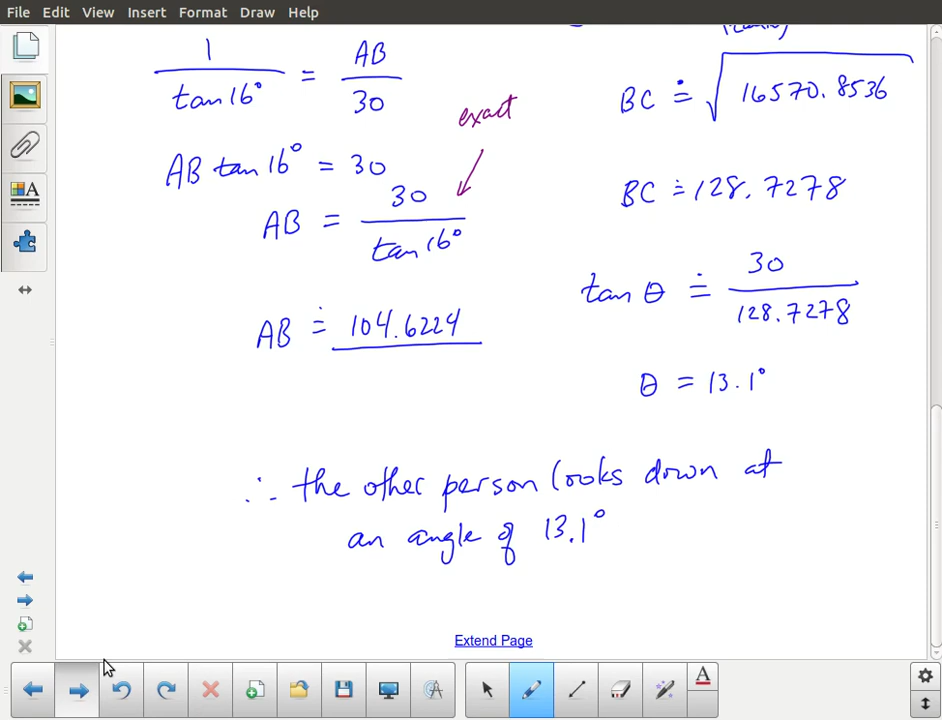 File Edit View Insert Format Draw Help
1 / tan 16° = AB / 30
exact
AB tan 16° = 30
AB = 30 / tan 16°
AB ≐ 104.6224
BC ≐ √16570.8536
BC ≐ 128.7278
tan θ ≐ 30 / 128.7278
θ = 13.1°
∴ the other person looks down at
an angle of 13.1°
Extend Page
A